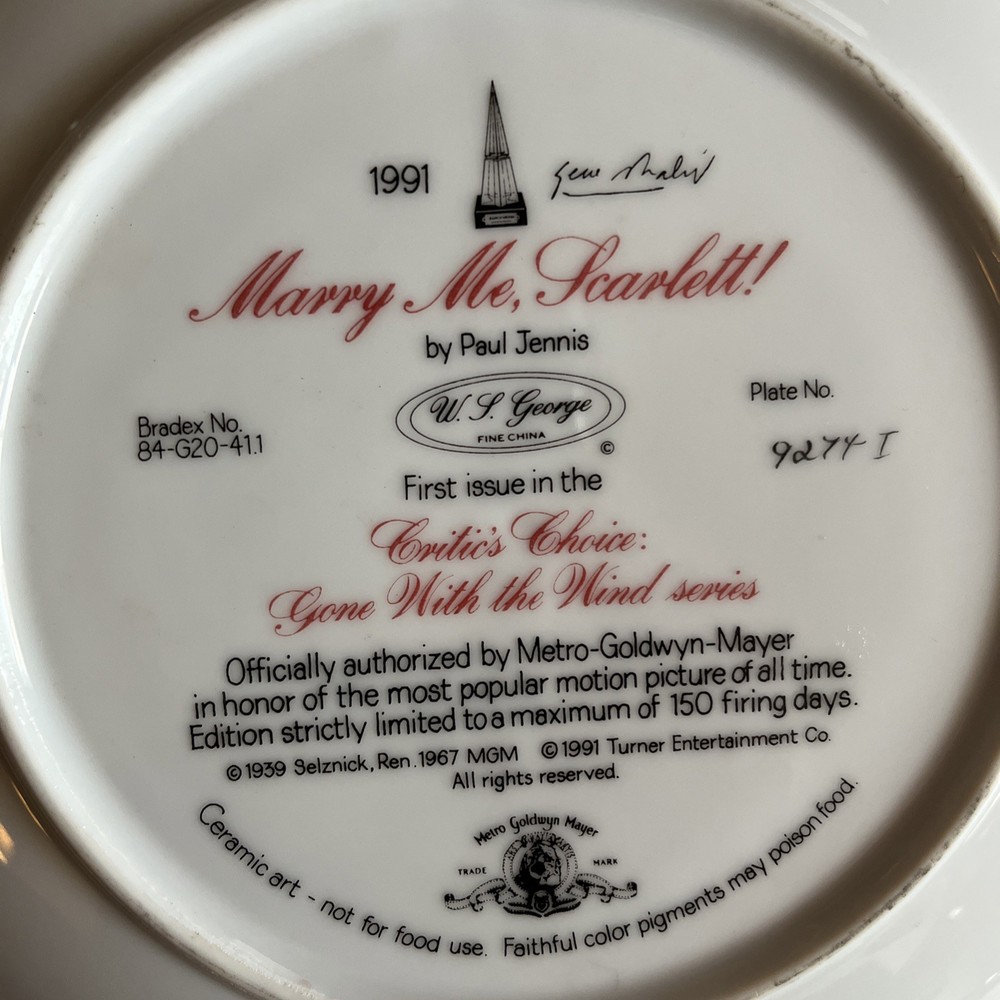 1991
Gene Shalit
Marry Me, Scarlett!
by Paul Jennis
W. S. George
FINE CHINA
©
Bradex No.
84-G20-41.1
Plate No.
9274 I
First issue in the
Critic's Choice:
Gone With the Wind series
Officially authorized by Metro-Goldwyn-Mayer
in honor of the most popular motion picture of all time.
Edition strictly limited to a maximum of 150 firing days.
© 1939 Selznick, Ren. 1967 MGM © 1991 Turner Entertainment Co.
All rights reserved.
Metro Goldwyn Mayer
TRADE MARK
Ceramic art - not for food use. Faithful color pigments may poison food.